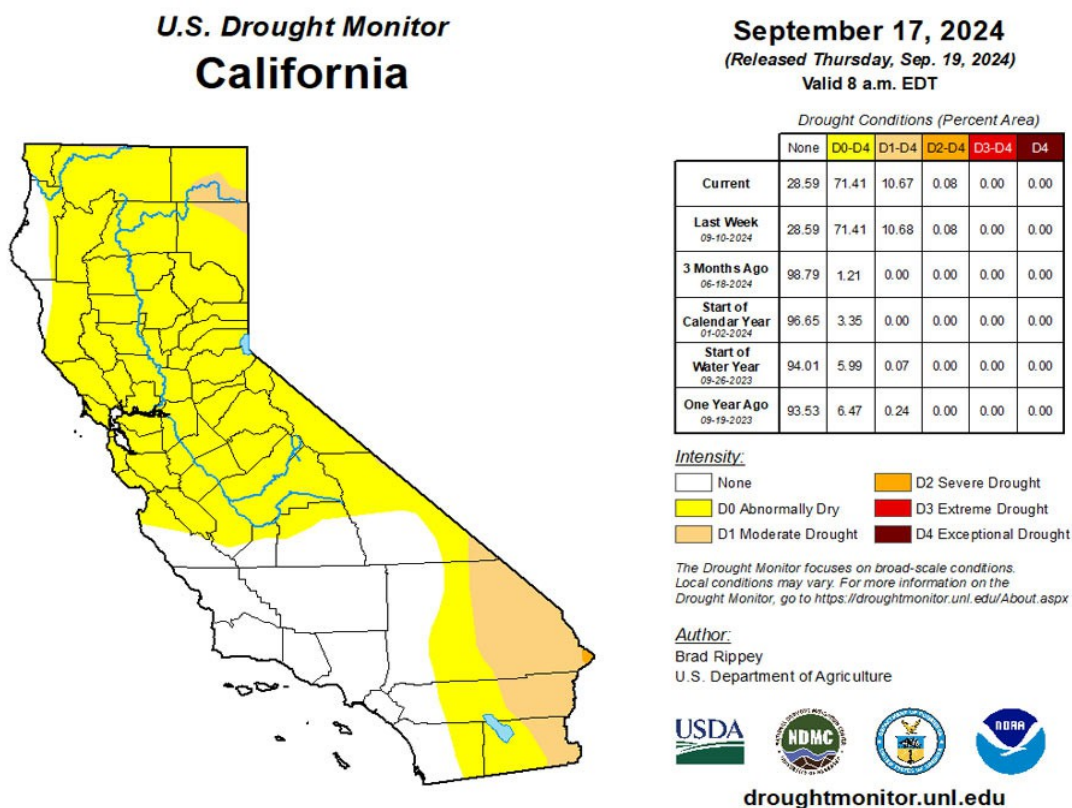 U.S. Drought Monitor
California
September 17, 2024
(Released Thursday, Sep. 19, 2024)
Valid 8 a.m. EDT
Drought Conditions (Percent Area)
None D0-D4 D1-D4 D2-D4 D3-D4 D4
Current 28.59 71.41 10.67 0.08 0.00 0.00
Last Week
09-10-2024 28.59 71.41 10.68 0.08 0.00 0.00
3 Months Ago
06-18-2024 98.79 1.21 0.00 0.00 0.00 0.00
Start of
Calendar Year
01-02-2024 96.65 3.35 0.00 0.00 0.00 0.00
Start of
Water Year
09-26-2023 94.01 5.99 0.07 0.00 0.00 0.00
One Year Ago
09-19-2023 93.53 6.47 0.24 0.00 0.00 0.00
Intensity:
None
D0 Abnormally Dry
D1 Moderate Drought
D2 Severe Drought
D3 Extreme Drought
D4 Exceptional Drought
The Drought Monitor focuses on broad-scale conditions.
Local conditions may vary. For more information on the
Drought Monitor, go to https://droughtmonitor.unl.edu/About.aspx
Author:
Brad Rippey
U.S. Department of Agriculture
USDA
NDMC
NOAA
droughtmonitor.unl.edu